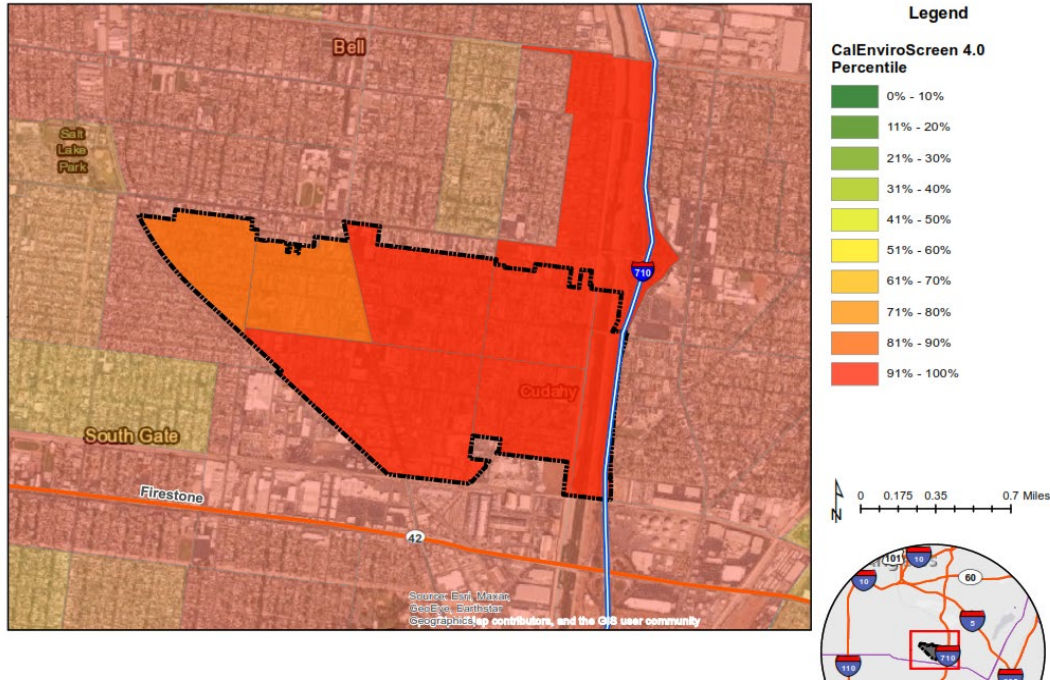 Legend
CalEnviroScreen 4.0
Percentile
0% - 10%
11% - 20%
21% - 30%
31% - 40%
41% - 50%
51% - 60%
61% - 70%
71% - 80%
81% - 90%
91% - 100%
Bell
Salt
Lake
Park
710
Cudahy
South Gate
Firestone
42
Source: Esri, Maxar,
GeoEye, Earthstar
Geographics,
contributors, and the GIS user community
N
0 0.175 0.35 0.7 Miles
101
10
10
60
5
110
710